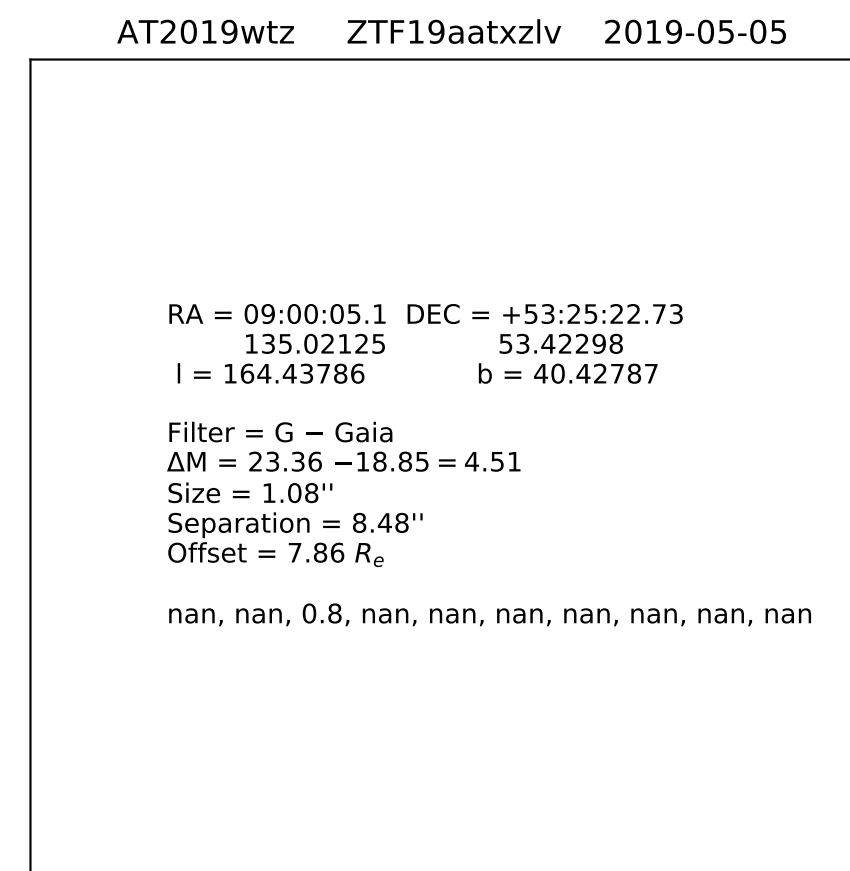 AT2019wtz ZTF19aatxzlv 2019-05-05
RA = 09:00:05.1 DEC = +53:25:22.73
135.02125 53.42298
l = 164.43786 b = 40.42787
Filter = G − Gaia
ΔM = 23.36 −18.85 = 4.51
Size = 1.08''
Separation = 8.48''
Offset = 7.86 Rₑ
nan, nan, 0.8, nan, nan, nan, nan, nan, nan, nan